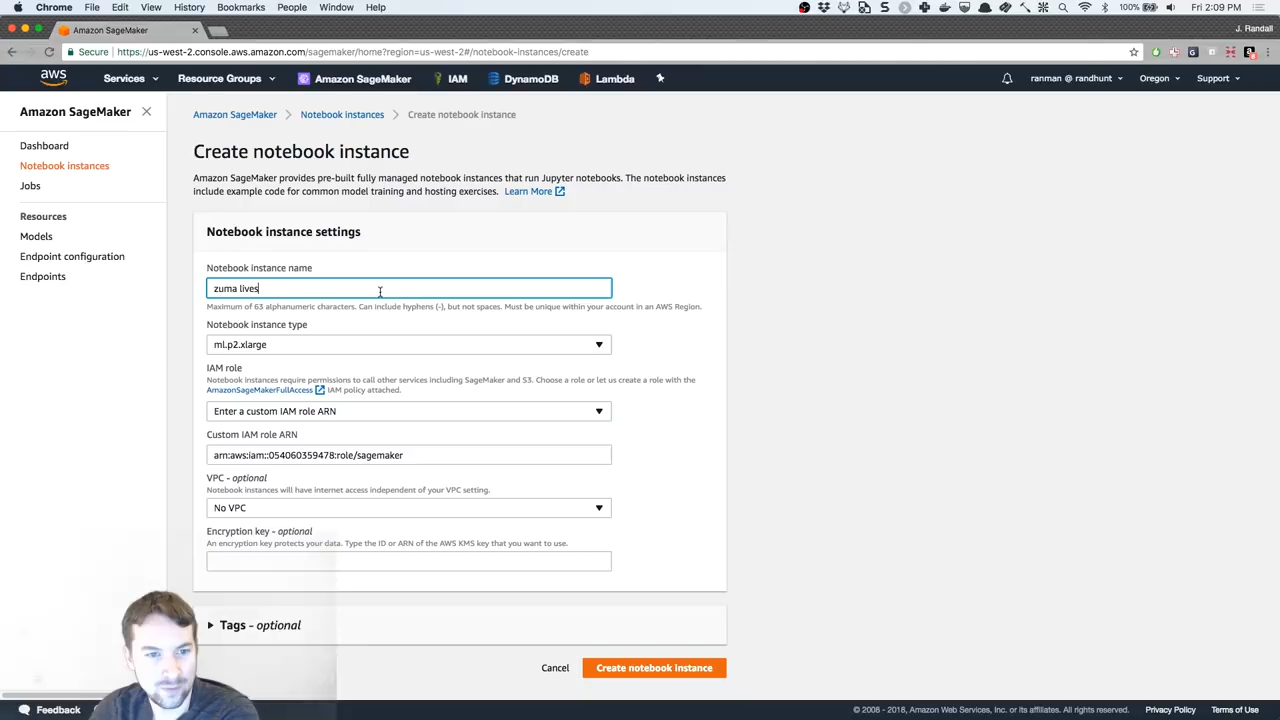 Chrome File Edit View History Bookmarks People Window Help 100% Fri 2:09 PM
Amazon SageMaker J. Randall
Secure https://us-west-2.console.aws.amazon.com/sagemaker/home?region=us-west-2#/notebook-instances/create
aws Services Resource Groups Amazon SageMaker IAM DynamoDB Lambda ranman @ randhunt Oregon Support
Amazon SageMaker
Dashboard
Notebook instances
Jobs
Resources
Models
Endpoint configuration
Endpoints
Amazon SageMaker Notebook instances Create notebook instance
Create notebook instance
Amazon SageMaker provides pre-built fully managed notebook instances that run Jupyter notebooks. The notebook instances
include example code for common model training and hosting exercises. Learn More
Notebook instance settings
Notebook instance name
zuma lives
Maximum of 63 alphanumeric characters. Can include hyphens (-), but not spaces. Must be unique within your account in an AWS Region.
Notebook instance type
ml.p2.xlarge
IAM role
Notebook instances require permissions to call other services including SageMaker and S3. Choose a role or let us create a role with the
AmazonSageMakerFullAccess IAM policy attached.
Enter a custom IAM role ARN
Custom IAM role ARN
arn:aws:iam::054060359478:role/sagemaker
VPC - optional
Notebook instances will have internet access independent of your VPC setting.
No VPC
Encryption key - optional
An encryption key protects your data. Type the ID or ARN of the AWS KMS key that you want to use.
Tags - optional
Cancel Create notebook instance
Feedback © 2008 - 2018, Amazon Web Services, Inc. or its affiliates. All rights reserved. Privacy Policy Terms of Use